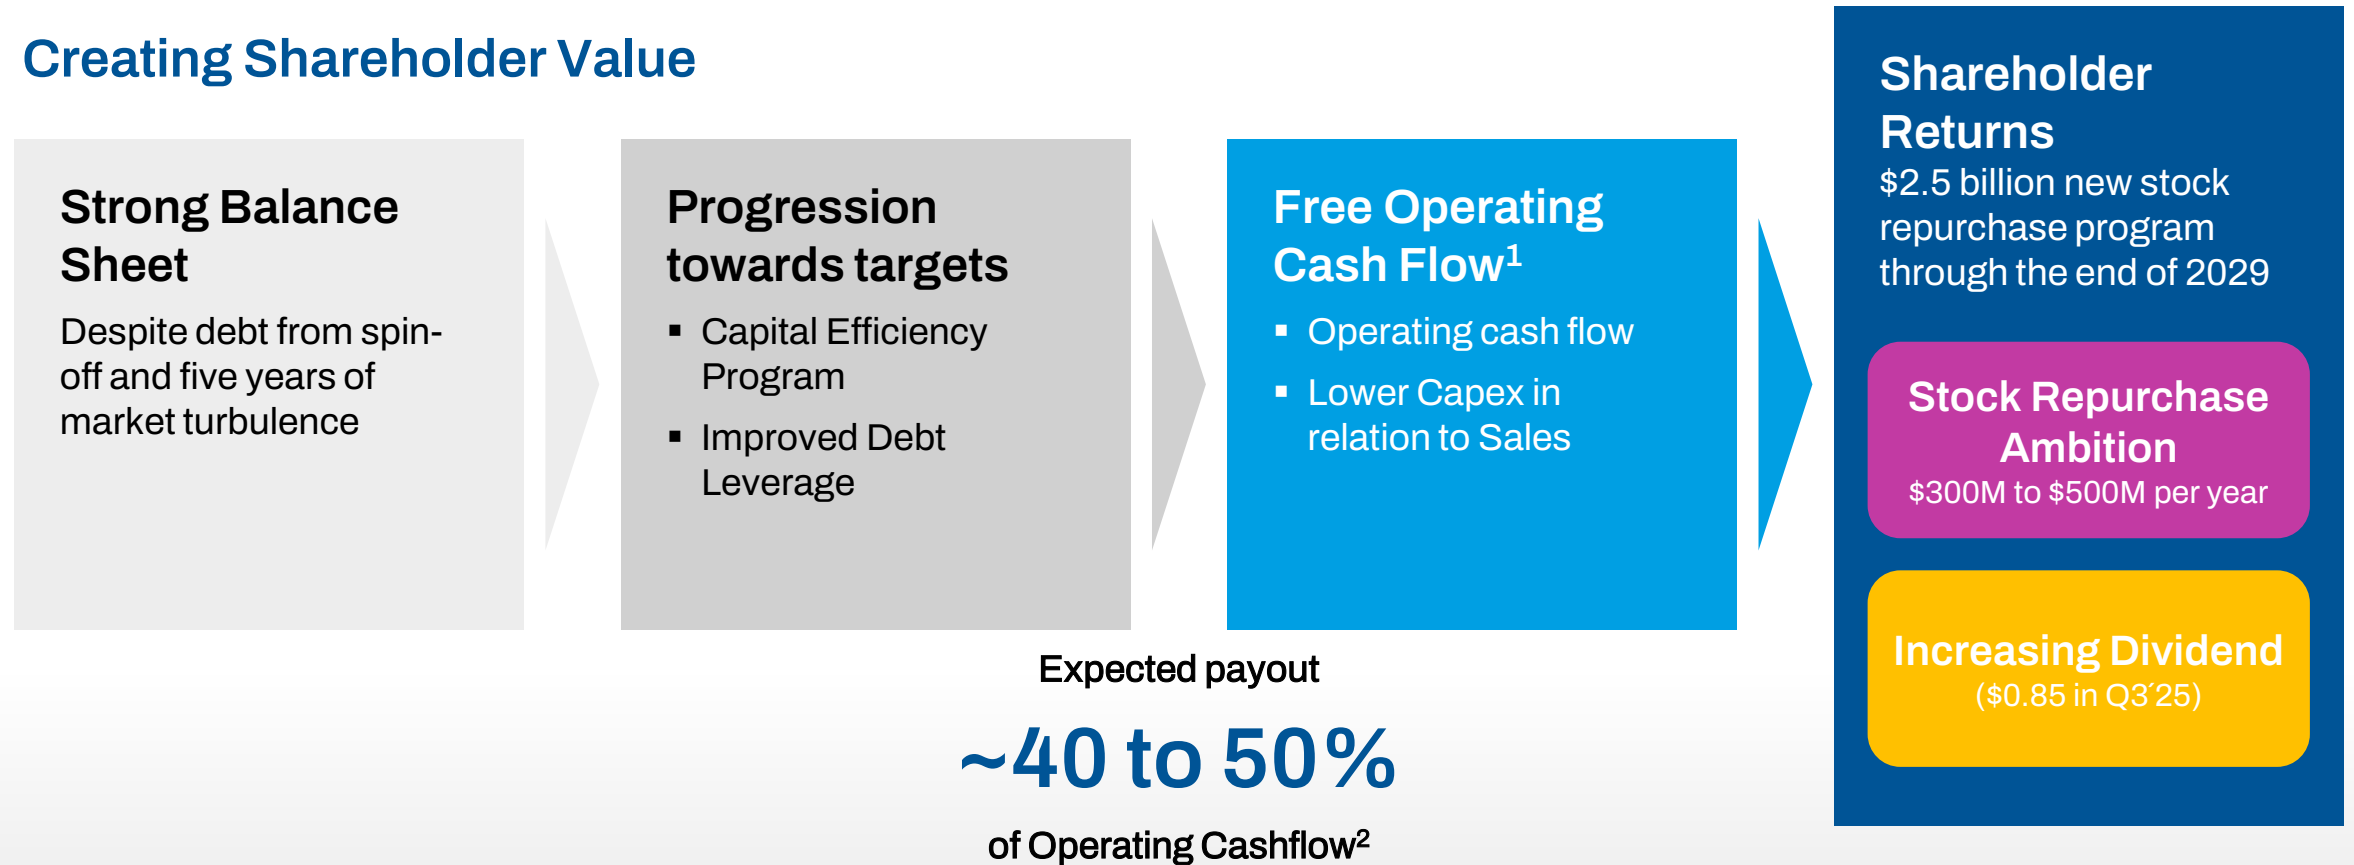 Creating Shareholder Value
Strong Balance
Sheet
Despite debt from spin-
off and five years of
market turbulence
Progression
towards targets
▪ Capital Efficiency
Program
▪ Improved Debt
Leverage
Free Operating
Cash Flow¹
▪ Operating cash flow
▪ Lower Capex in
relation to Sales
Shareholder
Returns
$2.5 billion new stock
repurchase program
through the end of 2029
Stock Repurchase
Ambition
$300M to $500M per year
Increasing Dividend
($0.85 in Q3´25)
Expected payout
~40 to 50%
of Operating Cashflow²